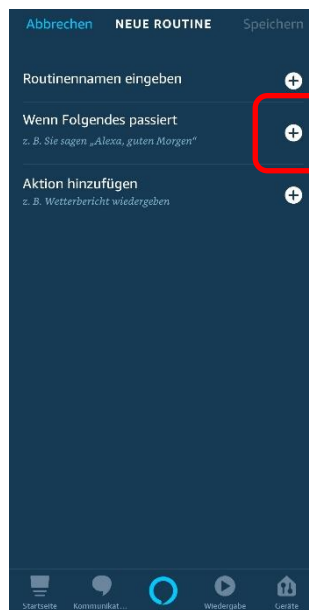 Abbrechen NEUE ROUTINE Speichern
Routinennamen eingeben
Wenn Folgendes passiert
z. B. Sie sagen „Alexa, guten Morgen“
Aktion hinzufügen
z. B. Wetterbericht wiedergeben
Startseite Kommunikat... Wiedergabe Geräte